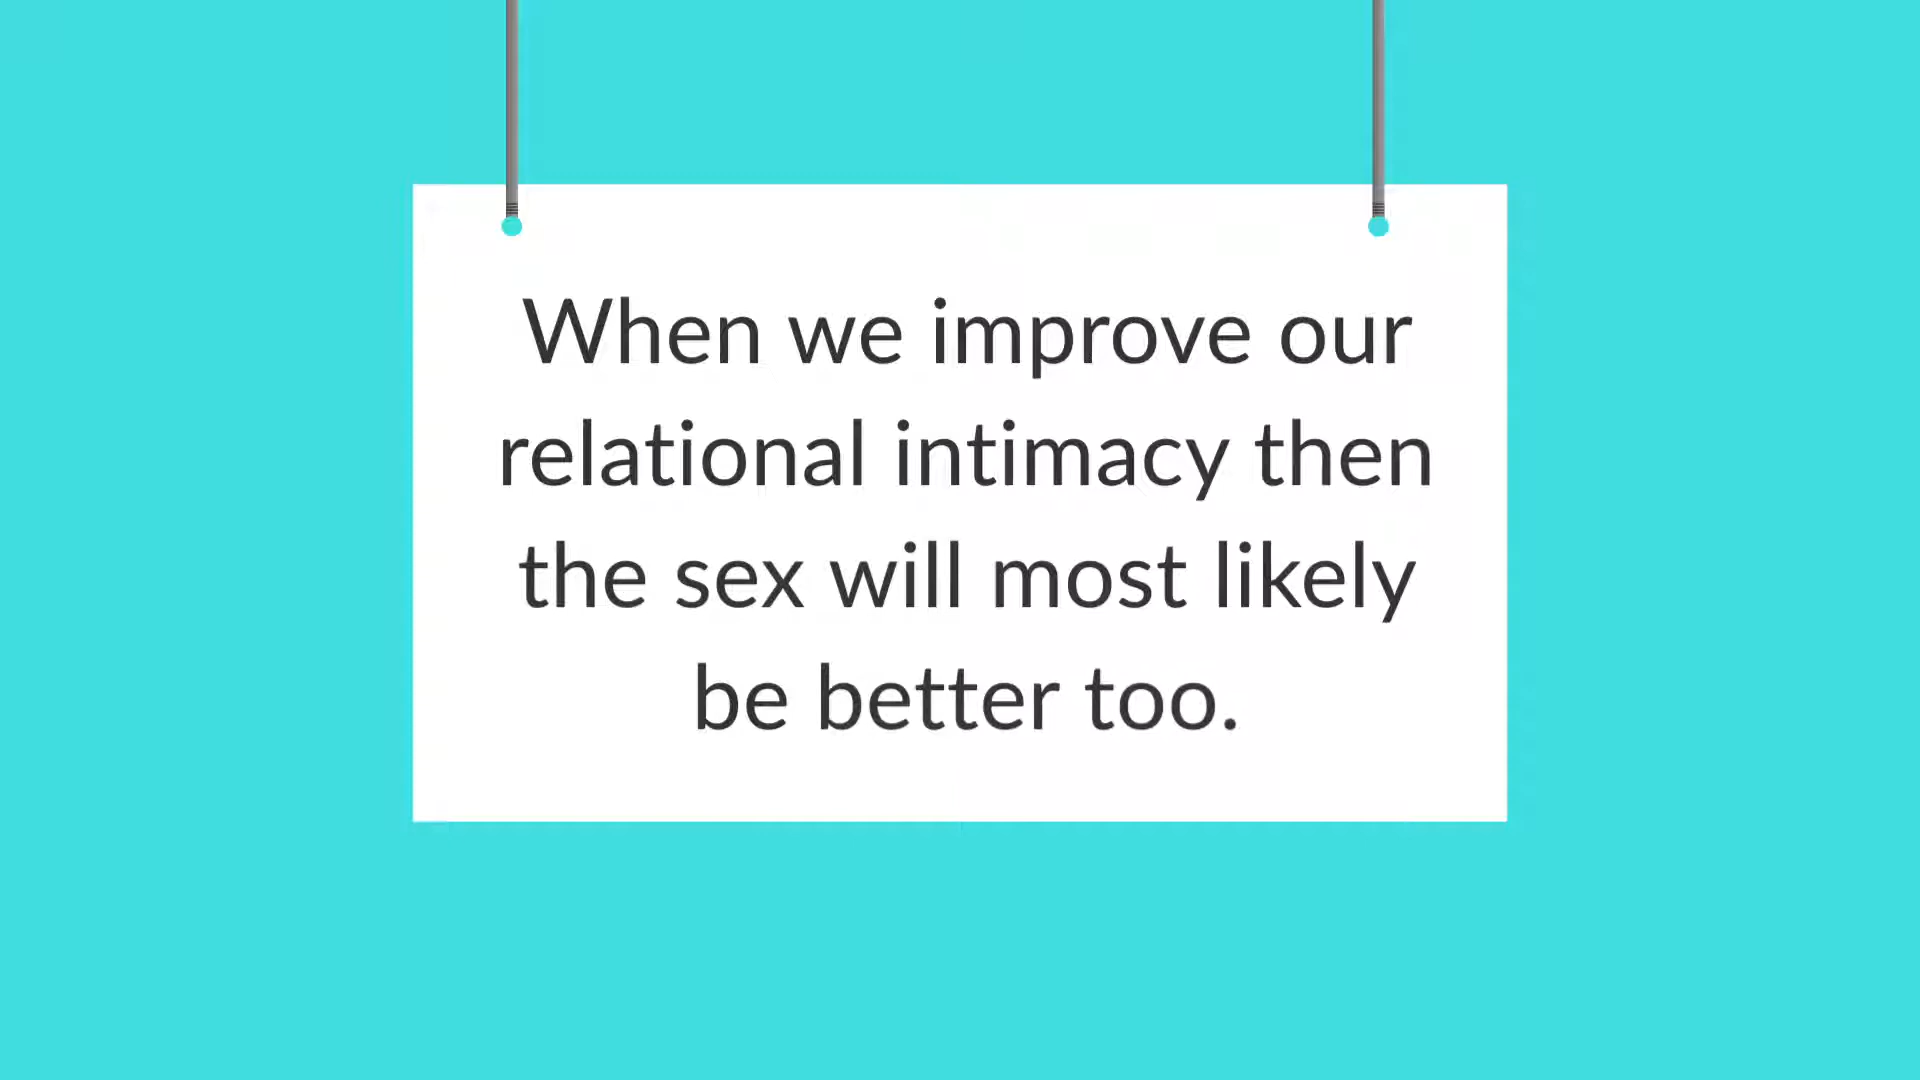 When we improve our
relational intimacy then
the sex will most likely
be better too.